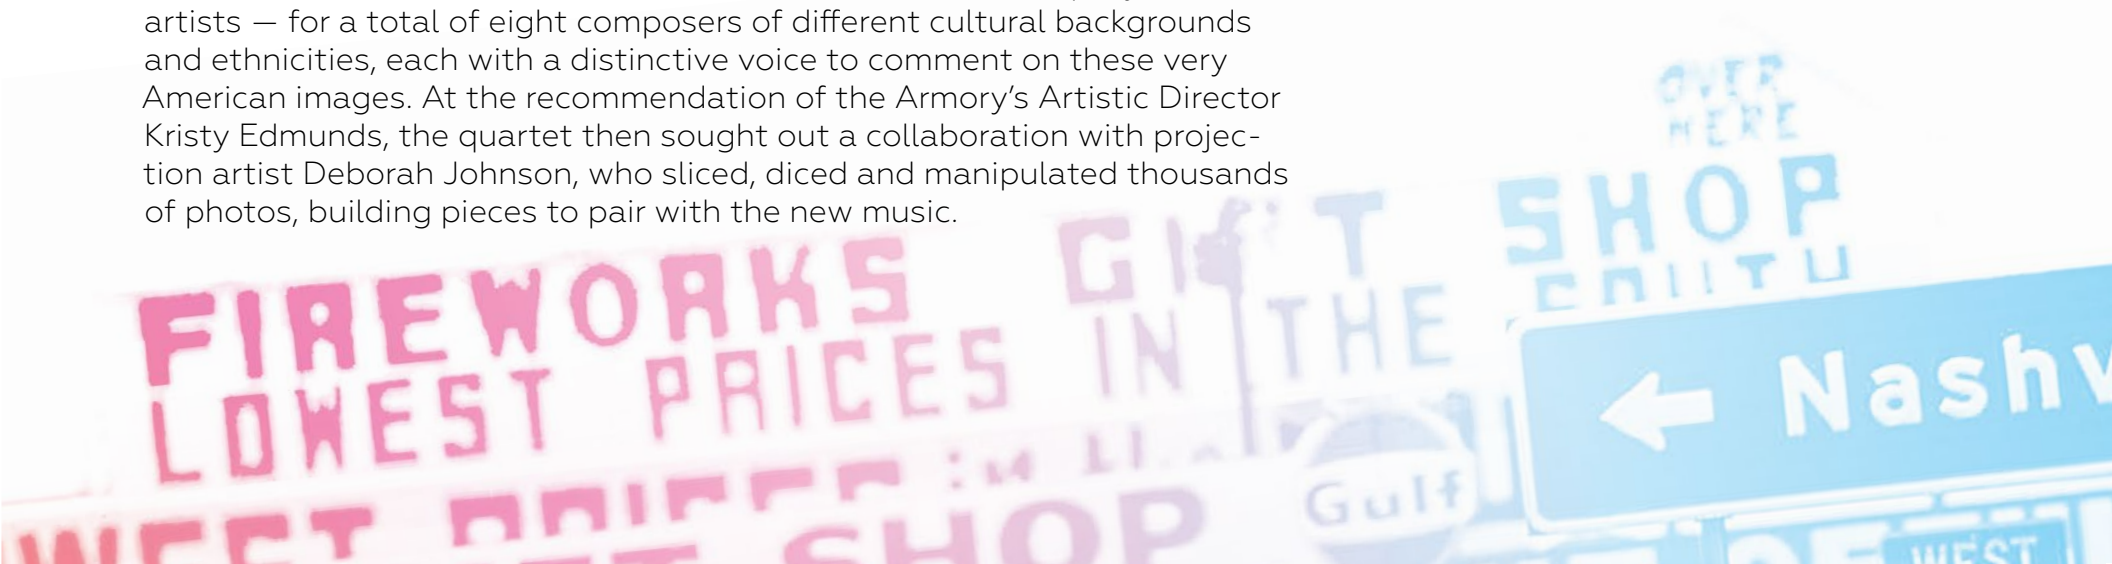 artists — for a total of eight composers of different cultural backgrounds
and ethnicities, each with a distinctive voice to comment on these very
American images. At the recommendation of the Armory’s Artistic Director
Kristy Edmunds, the quartet then sought out a collaboration with projec-
tion artist Deborah Johnson, who sliced, diced and manipulated thousands
of photos, building pieces to pair with the new music.
OVER
HERE
FIREWORKS GIFT SHOP
LOWEST PRICES IN THE SOUTH
Nashv
Gulf
SHOP
WEST